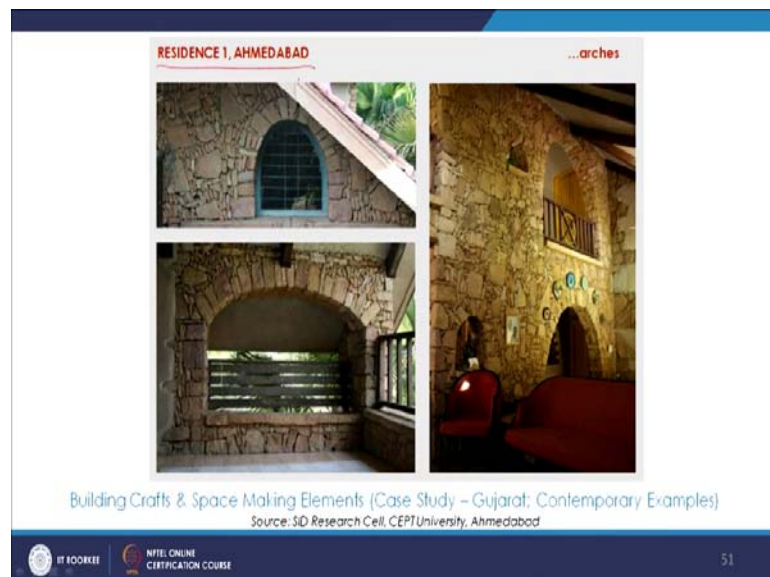 RESIDENCE 1, AHMEDABAD
...arches
Building Crafts & Space Making Elements (Case Study – Gujarat: Contemporary Examples)
Source: SID Research Cell, CEPT University, Ahmedabad
IIT ROORKEE
NPTEL ONLINE
CERTIFICATION COURSE
51